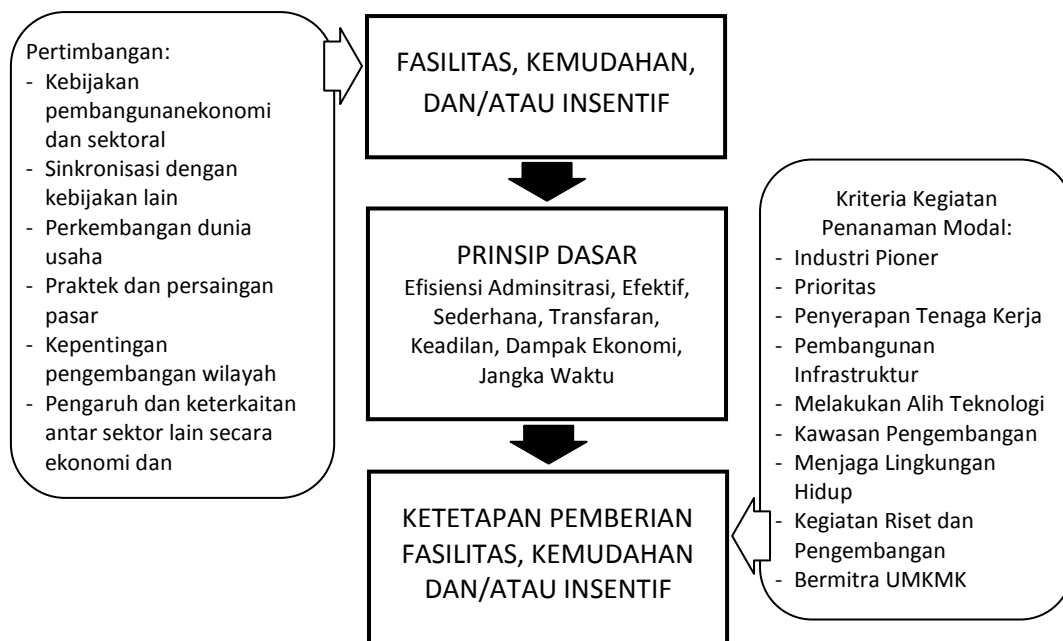 Pertimbangan:
- Kebijakan
pembangunanekonomi
dan sektoral
- Sinkronisasi dengan
kebijakan lain
- Perkembangan dunia
usaha
- Praktek dan persaingan
pasar
- Kepentingan
pengembangan wilayah
- Pengaruh dan keterkaitan
antar sektor lain secara
ekonomi dan
FASILITAS, KEMUDAHAN,
DAN/ATAU INSENTIF
PRINSIP DASAR
Efisiensi Adminsitrasi, Efektif,
Sederhana, Transfaran,
Keadilan, Dampak Ekonomi,
Jangka Waktu
KETETAPAN PEMBERIAN
FASILITAS, KEMUDAHAN
DAN/ATAU INSENTIF
Kriteria Kegiatan
Penanaman Modal:
- Industri Pioner
- Prioritas
- Penyerapan Tenaga Kerja
- Pembangunan
Infrastruktur
- Melakukan Alih Teknologi
- Kawasan Pengembangan
- Menjaga Lingkungan
Hidup
- Kegiatan Riset dan
Pengembangan
- Bermitra UMKMK